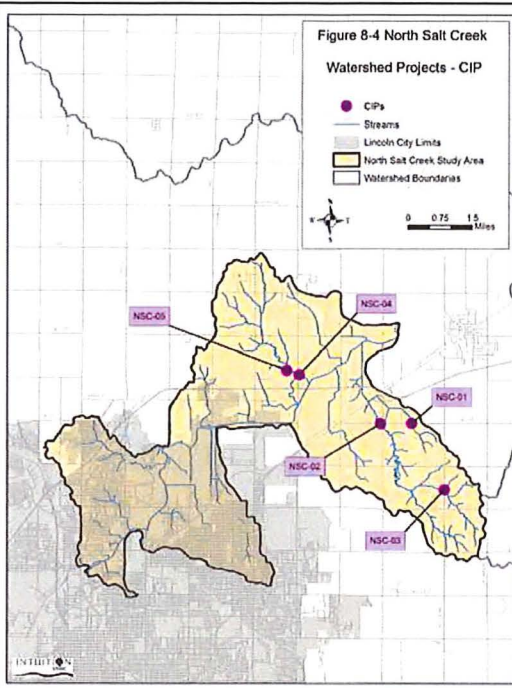 Figure 8-4 North Salt Creek
Watershed Projects - CIP
CIPs
Streams
Lincoln City Limits
North Salt Creek Study Area
Watershed Boundaries
0 0.75 1.5
Miles
NSC-05
NSC-04
NSC-01
NSC-02
NSC-03
INTUITION